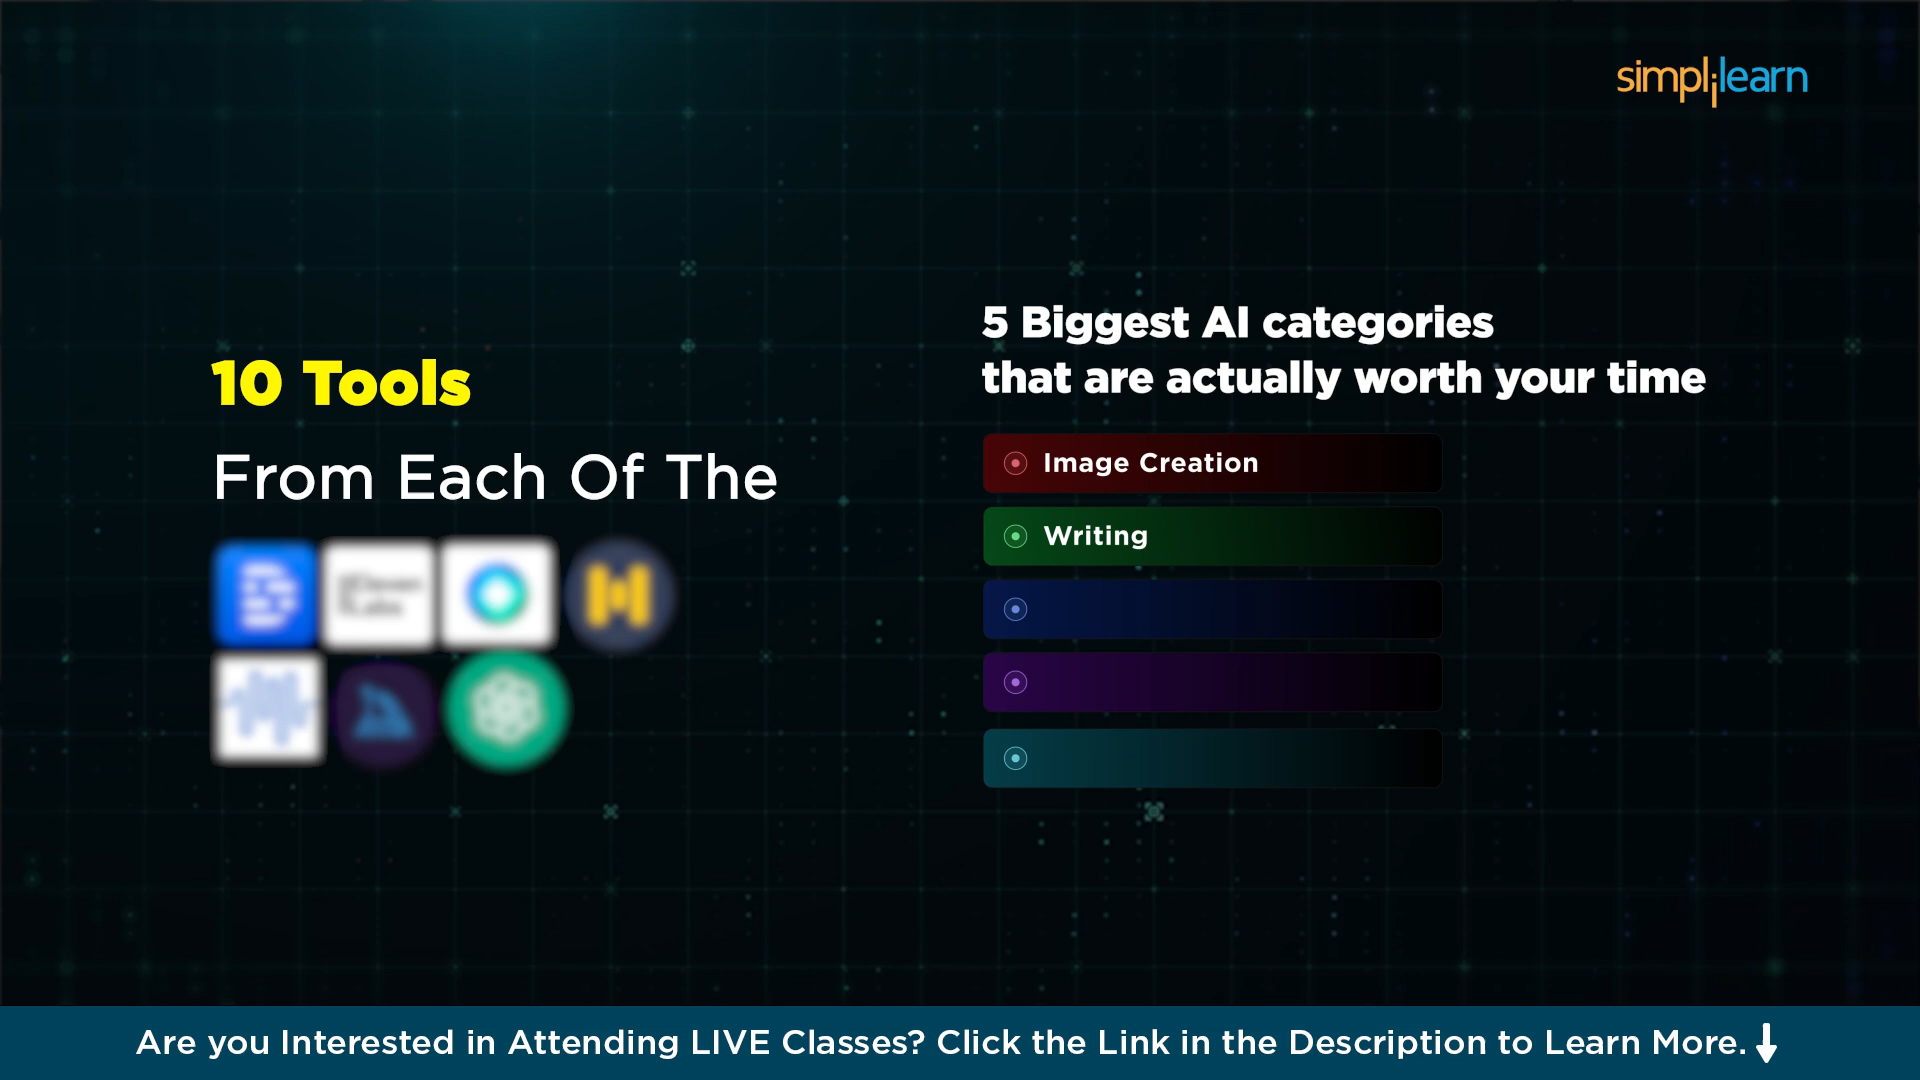 simplilearn
10 Tools
From Each Of The
5 Biggest AI categories
that are actually worth your time
Image Creation
Writing
Are you Interested in Attending LIVE Classes? Click the Link in the Description to Learn More.